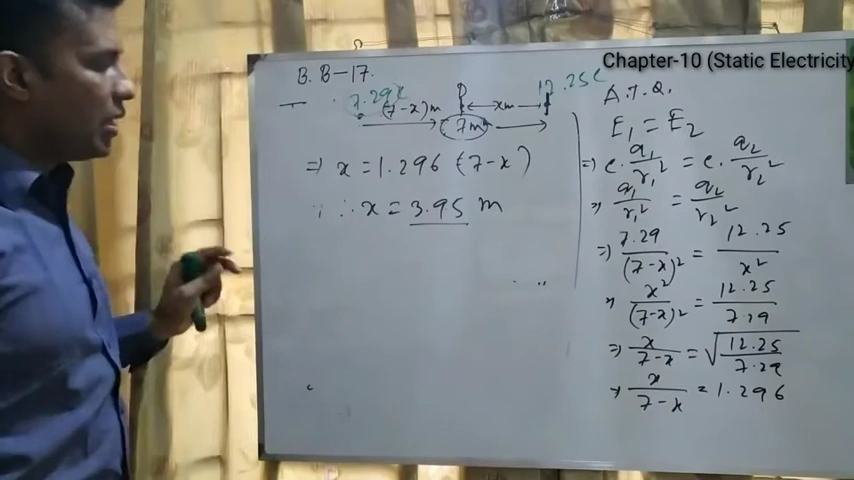 Chapter-10 (Static Electricity
B. B-17.
7.29C
12.25C
(7-x)m
P
xm
7m
⇒ x = 1.296 (7-x)
∴ x = 3.95 m
A.T.Q.
E₁ = E₂
⇒ c. q₁/r₁² = c. q₂/r₂²
⇒ q₁/r₁² = q₂/r₂²
⇒ 7.29/(7-x)² = 12.25/x²
⇒ x²/(7-x)² = 12.25/7.29
⇒ x/7-x = √12.25/7.29
⇒ x/7-x = 1.296